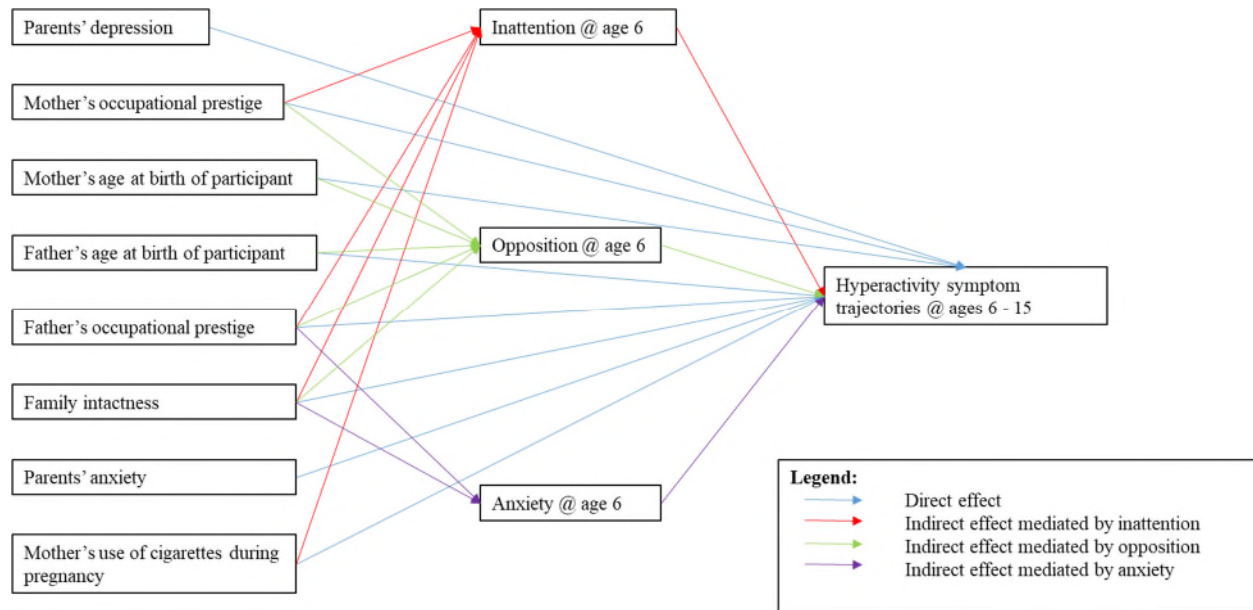 Parents’ depression
Inattention @ age 6
Mother’s occupational prestige
Mother’s age at birth of participant
Father’s age at birth of participant
Opposition @ age 6
Hyperactivity symptom
trajectories @ ages 6 - 15
Father’s occupational prestige
Family intactness
Parents’ anxiety
Anxiety @ age 6
Mother’s use of cigarettes during
pregnancy
Legend:
Direct effect
Indirect effect mediated by inattention
Indirect effect mediated by opposition
Indirect effect mediated by anxiety